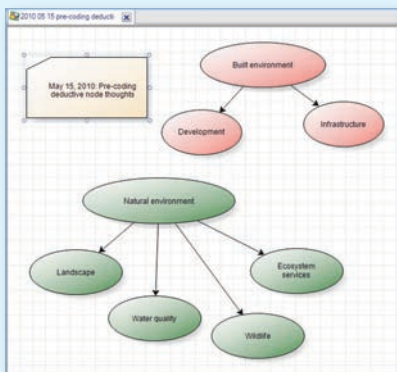 2010 05 15 pre-coding deducti
May 15, 2010: Pre-coding
deductive node thoughts
Built environment
Development
Infrastructure
Natural environment
Landscape
Ecosystem
services
Water quality
Wildlife